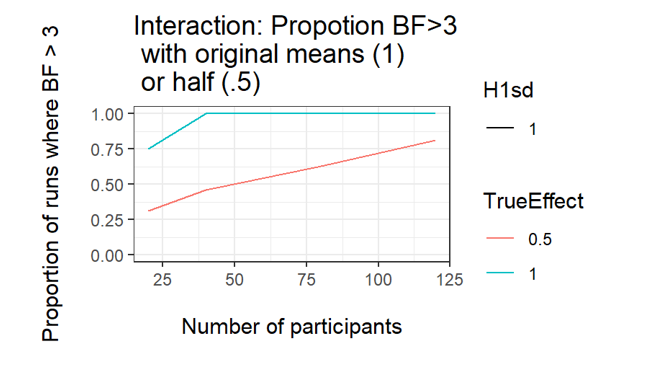 Interaction: Propotion BF>3
with original means (1)
or half (.5)
Proportion of runs where BF > 3
1.00
0.75
0.50
0.25
0.00
25 50 75 100 125
Number of participants
H1sd
1
TrueEffect
0.5
1